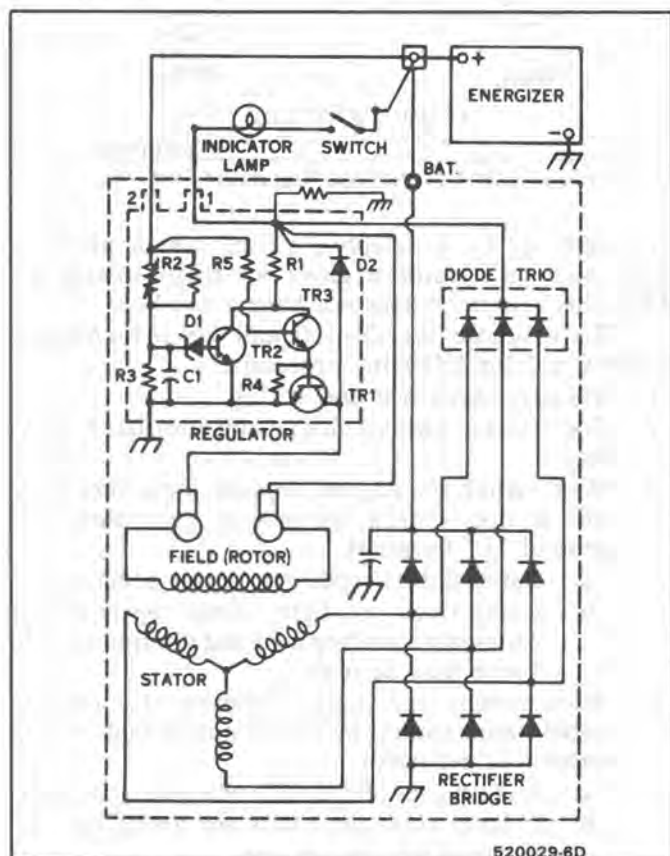 +
ENERGIZER
-
INDICATOR
LAMP
SWITCH
BAT.
2
1
R2
R5
R1
D2
DIODE TRIO
TR3
D1
TR2
R3
C1
R4
TR1
REGULATOR
FIELD (ROTOR)
STATOR
RECTIFIER
BRIDGE
520029-6D